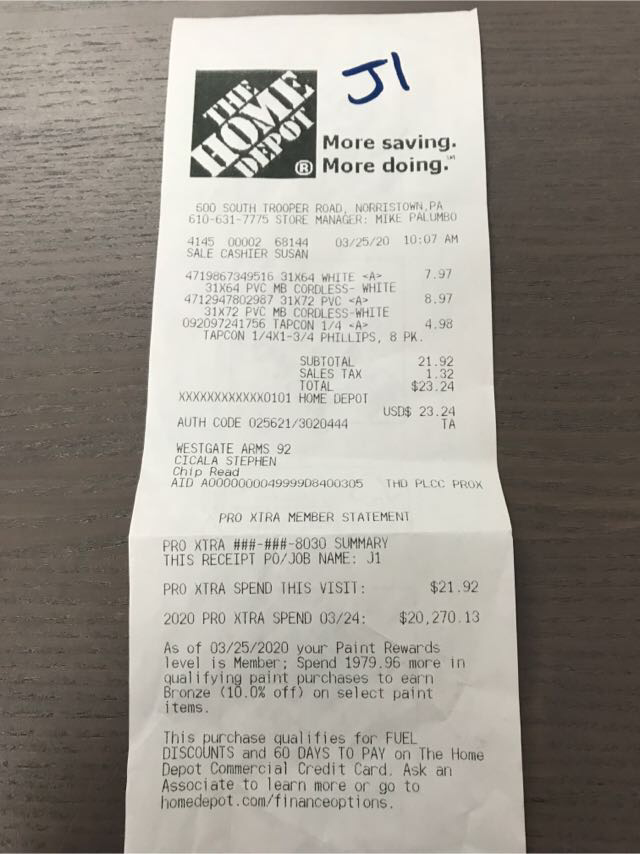 J1
THE
HOME
DEPOT
®
More saving.
More doing.℠
600 SOUTH TROOPER ROAD, NORRISTOWN,PA
610-631-7775 STORE MANAGER: MIKE PALUMBO
4145 00002 68144 03/25/20 10:07 AM
SALE CASHIER SUSAN
4719867349516 31X64 WHITE <A> 7.97
31X64 PVC MB CORDLESS- WHITE
4712947802987 31X72 PVC <A> 8.97
31X72 PVC MB CORDLESS-WHITE
092097241756 TAPCON 1/4 <A> 4.98
TAPCON 1/4X1-3/4 PHILLIPS, 8 PK.
SUBTOTAL 21.92
SALES TAX 1.32
TOTAL $23.24
XXXXXXXXXXXX0101 HOME DEPOT
USD$ 23.24
AUTH CODE 025621/3020444 TA
WESTGATE ARMS 92
CICALA STEPHEN
Chip Read
AID A0000000049999D8400305 THD PLCC PROX
PRO XTRA MEMBER STATEMENT
PRO XTRA ###-###-8030 SUMMARY
THIS RECEIPT PO/JOB NAME: J1
PRO XTRA SPEND THIS VISIT: $21.92
2020 PRO XTRA SPEND 03/24: $20,270.13
As of 03/25/2020 your Paint Rewards
level is Member; Spend 1979.96 more in
qualifying paint purchases to earn
Bronze (10.0% off) on select paint
items.
This purchase qualifies for FUEL
DISCOUNTS and 60 DAYS TO PAY on The Home
Depot Commercial Credit Card. Ask an
Associate to learn more or go to
homedepot.com/financeoptions.